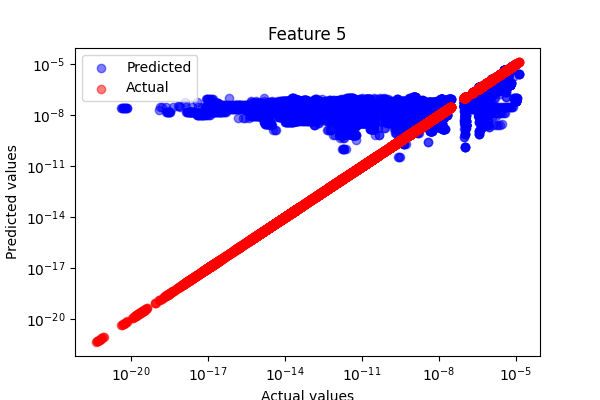 Feature 5
Predicted
Actual
Predicted values
10⁻⁵
10⁻⁸
10⁻¹¹
10⁻¹⁴
10⁻¹⁷
10⁻²⁰
10⁻²⁰ 10⁻¹⁷ 10⁻¹⁴ 10⁻¹¹ 10⁻⁸ 10⁻⁵
Actual values